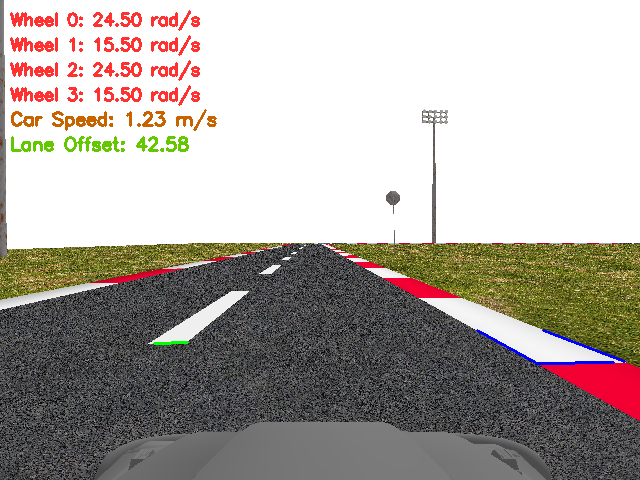 Wheel 0: 24.50 rad/s
Wheel 1: 15.50 rad/s
Wheel 2: 24.50 rad/s
Wheel 3: 15.50 rad/s
Car Speed: 1.23 m/s
Lane Offset: 42.58